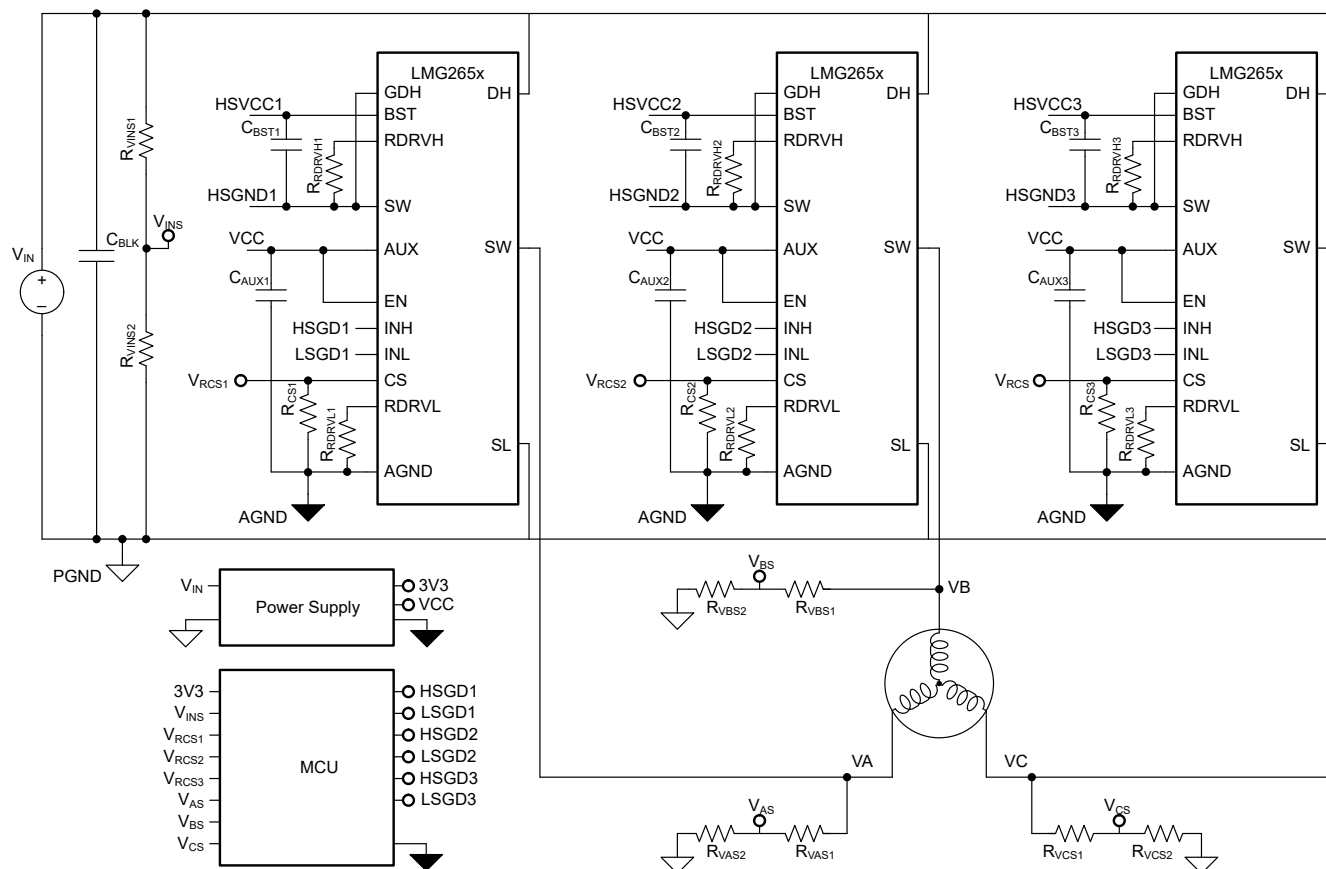 LMG265x
GDH
DH
HSVCC1
BST
CBST1
RDRVH
RRDRVH1
HSGND1
SW
VCC
AUX
SW
CAUX1
EN
HSGD1
INH
LSGD1
INL
VRCS1
CS
RCS1
RDRVL
RRDRVL1
SL
AGND
AGND
LMG265x
GDH
DH
HSVCC2
BST
CBST2
RDRVH
RRDRVH2
HSGND2
SW
VCC
AUX
SW
CAUX2
EN
HSGD2
INH
LSGD2
INL
VRCS2
CS
RCS2
RDRVL
RRDRVL2
SL
AGND
AGND
LMG265x
GDH
DH
HSVCC3
BST
CBST3
RDRVH
RRDRVH3
HSGND3
SW
VCC
AUX
SW
CAUX3
EN
HSGD3
INH
LSGD3
INL
VRCS
CS
RCS3
RDRVL
RRDRVL3
SL
AGND
AGND
RVINS1
VINS
CBLK
VIN
+
–
RVINS2
PGND
VIN
Power Supply
3V3
VCC
3V3
VINS
VRCS1
VRCS2
VRCS3
VAS
VBS
VCS
MCU
HSGD1
LSGD1
HSGD2
LSGD2
HSGD3
LSGD3
VBS
VB
RVBS2
RVBS1
VA
VC
VAS
RVAS2
RVAS1
VCS
RVCS1
RVCS2